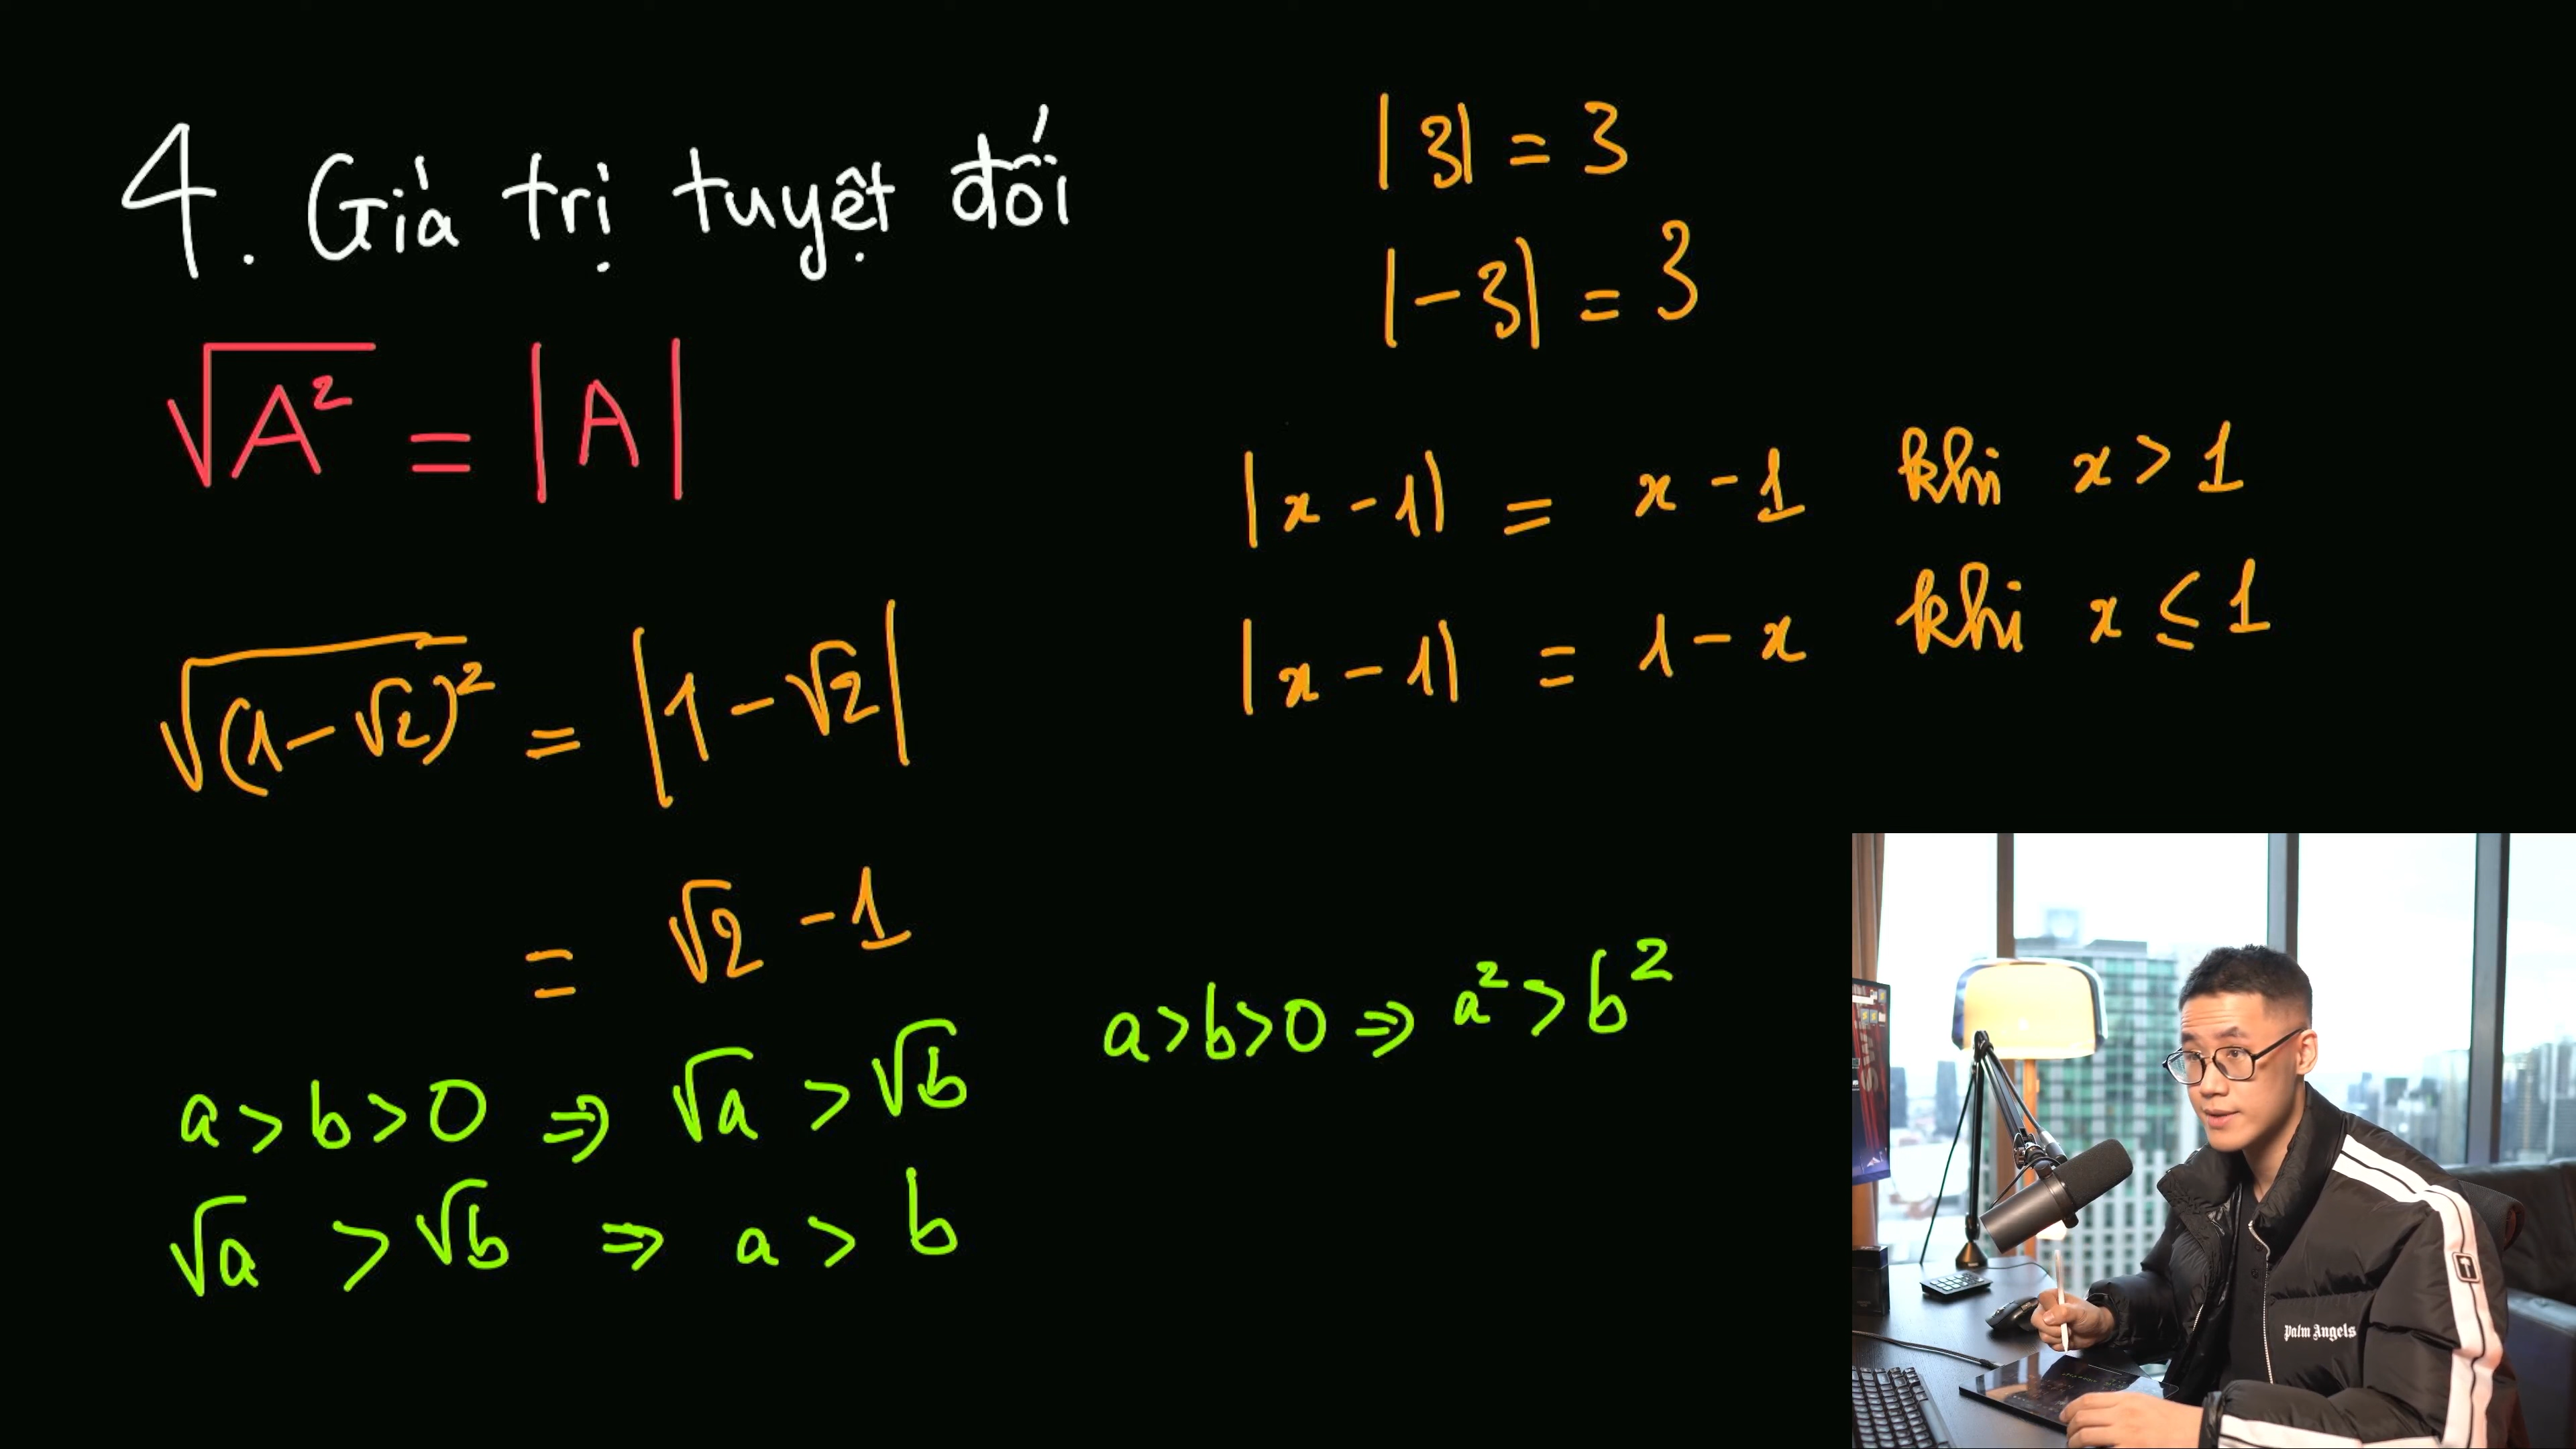 4. Giá trị tuyệt đối
√A² = |A|
√(1-√2)² = |1-√2|
= √2 - 1
a > b > 0 ⇒ √a > √b
√a > √b ⇒ a > b
|3| = 3
|-3| = 3
|x-1| = x-1 khi x > 1
|x-1| = 1-x khi x ≤ 1
a > b > 0 ⇒ a² > b²
Palm Angels